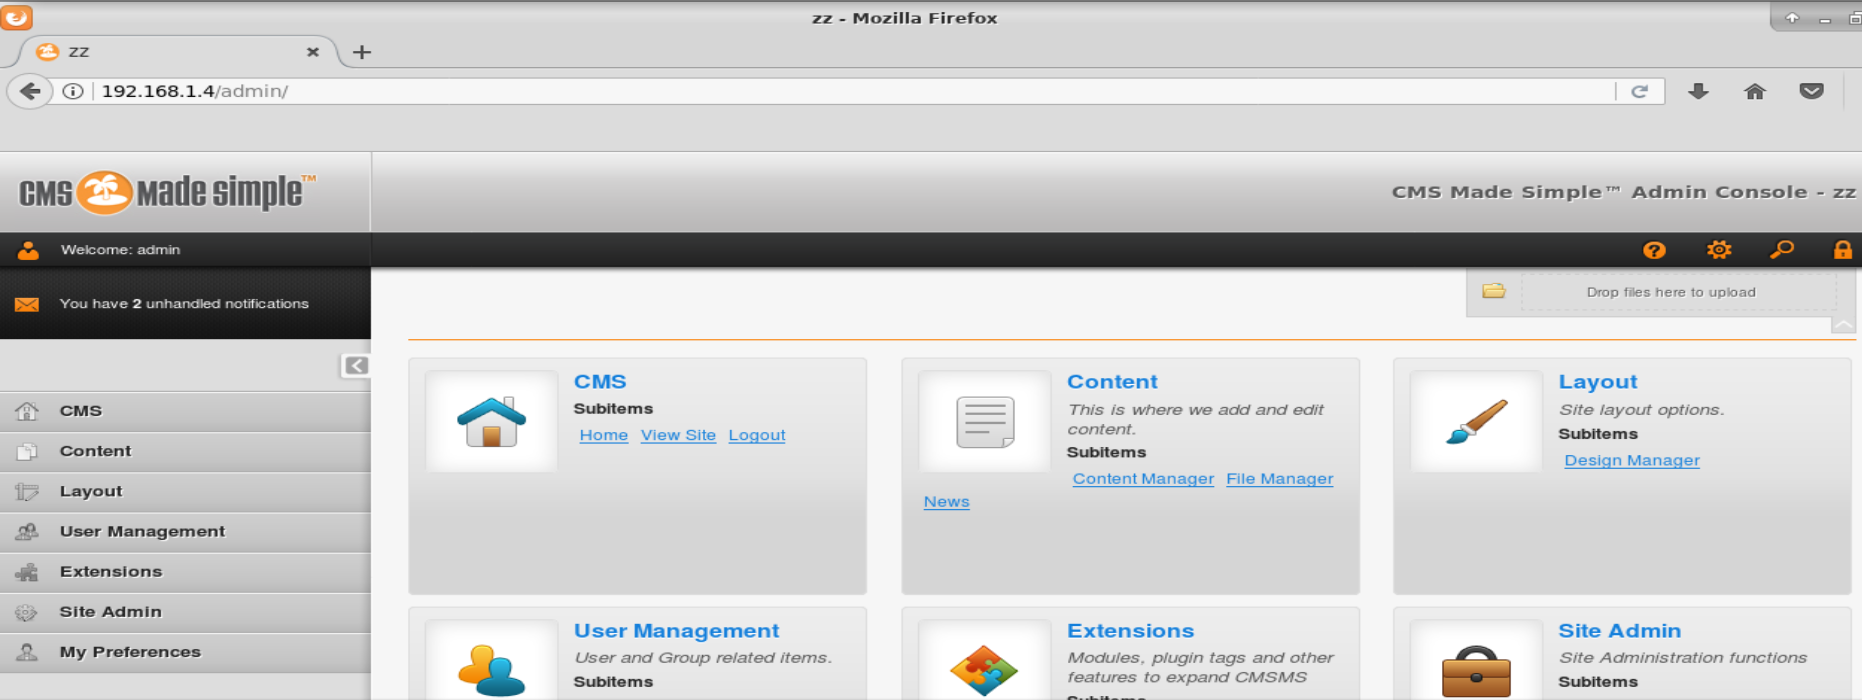 zz - Mozilla Firefox
zz
192.168.1.4/admin/
CMS made simple™
CMS Made Simple™ Admin Console - zz
Welcome: admin
You have 2 unhandled notifications
Drop files here to upload
CMS
Content
Layout
User Management
Extensions
Site Admin
My Preferences
CMS
Subitems
Home View Site Logout
Content
This is where we add and edit
content.
Subitems
Content Manager File Manager
News
Layout
Site layout options.
Subitems
Design Manager
User Management
User and Group related items.
Subitems
Extensions
Modules, plugin tags and other
features to expand CMSMS
Subitems
Site Admin
Site Administration functions
Subitems